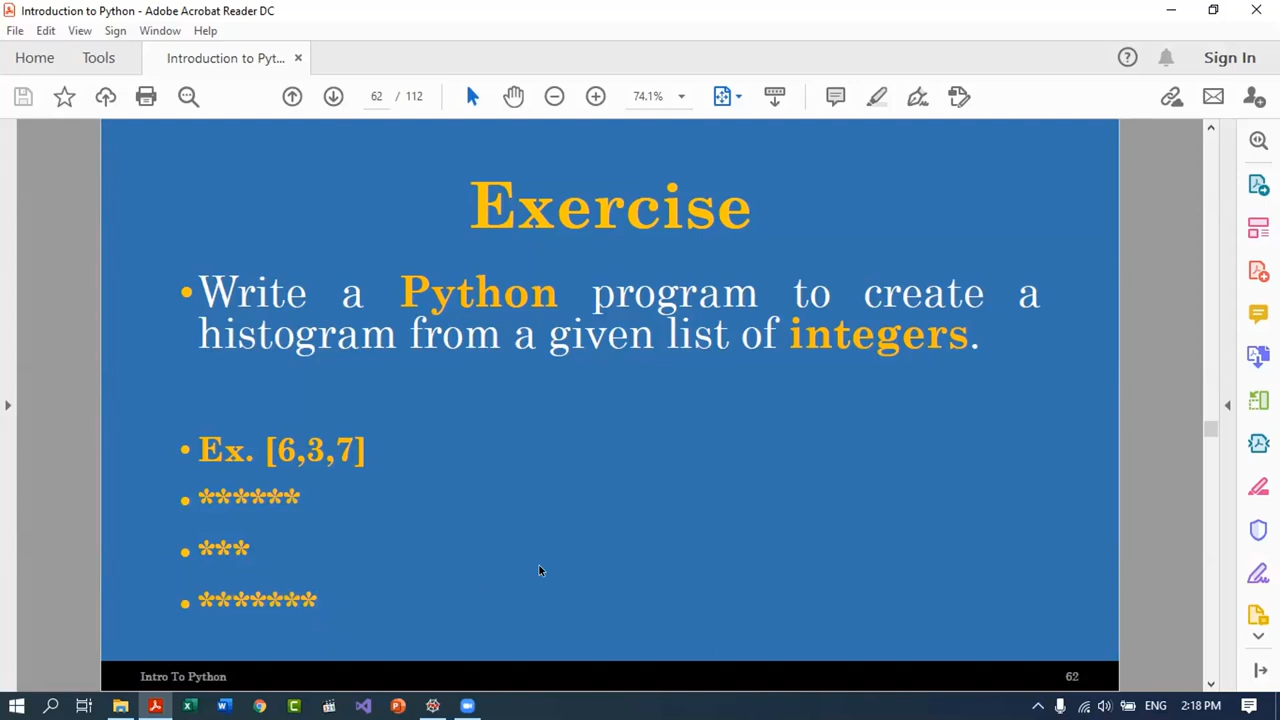 Introduction to Python - Adobe Acrobat Reader DC
File Edit View Sign Window Help
Home Tools Introduction to Pyt... Sign In
62 / 112 74.1%
Exercise
•Write a Python program to create a
histogram from a given list of integers.
• Ex. [6,3,7]
• ******
• ***
• *******
Intro To Python 62
ENG 2:18 PM